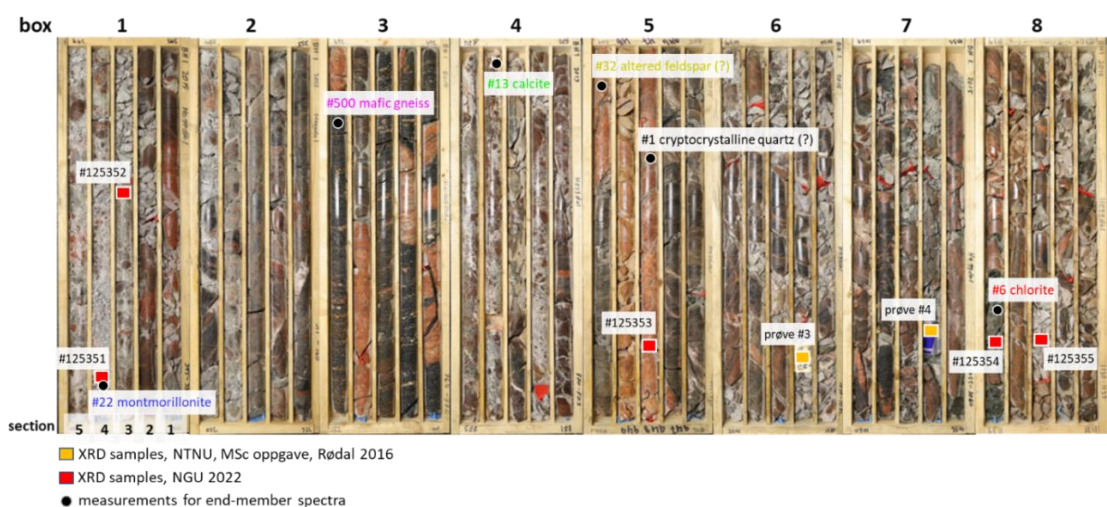 box 1 2 3 4 5 6 7 8
#32 altered feldspar (?)
#13 calcite
#500 mafic gneiss
#1 cryptocrystalline quartz (?)
#125352
#6 chlorite
prøve #4
#125353
prøve #3
#125351
#125354
#125355
#22 montmorillonite
section 5 4 3 2 1
XRD samples, NTNU, MSc oppgave, Rødal 2016
XRD samples, NGU 2022
measurements for end-member spectra